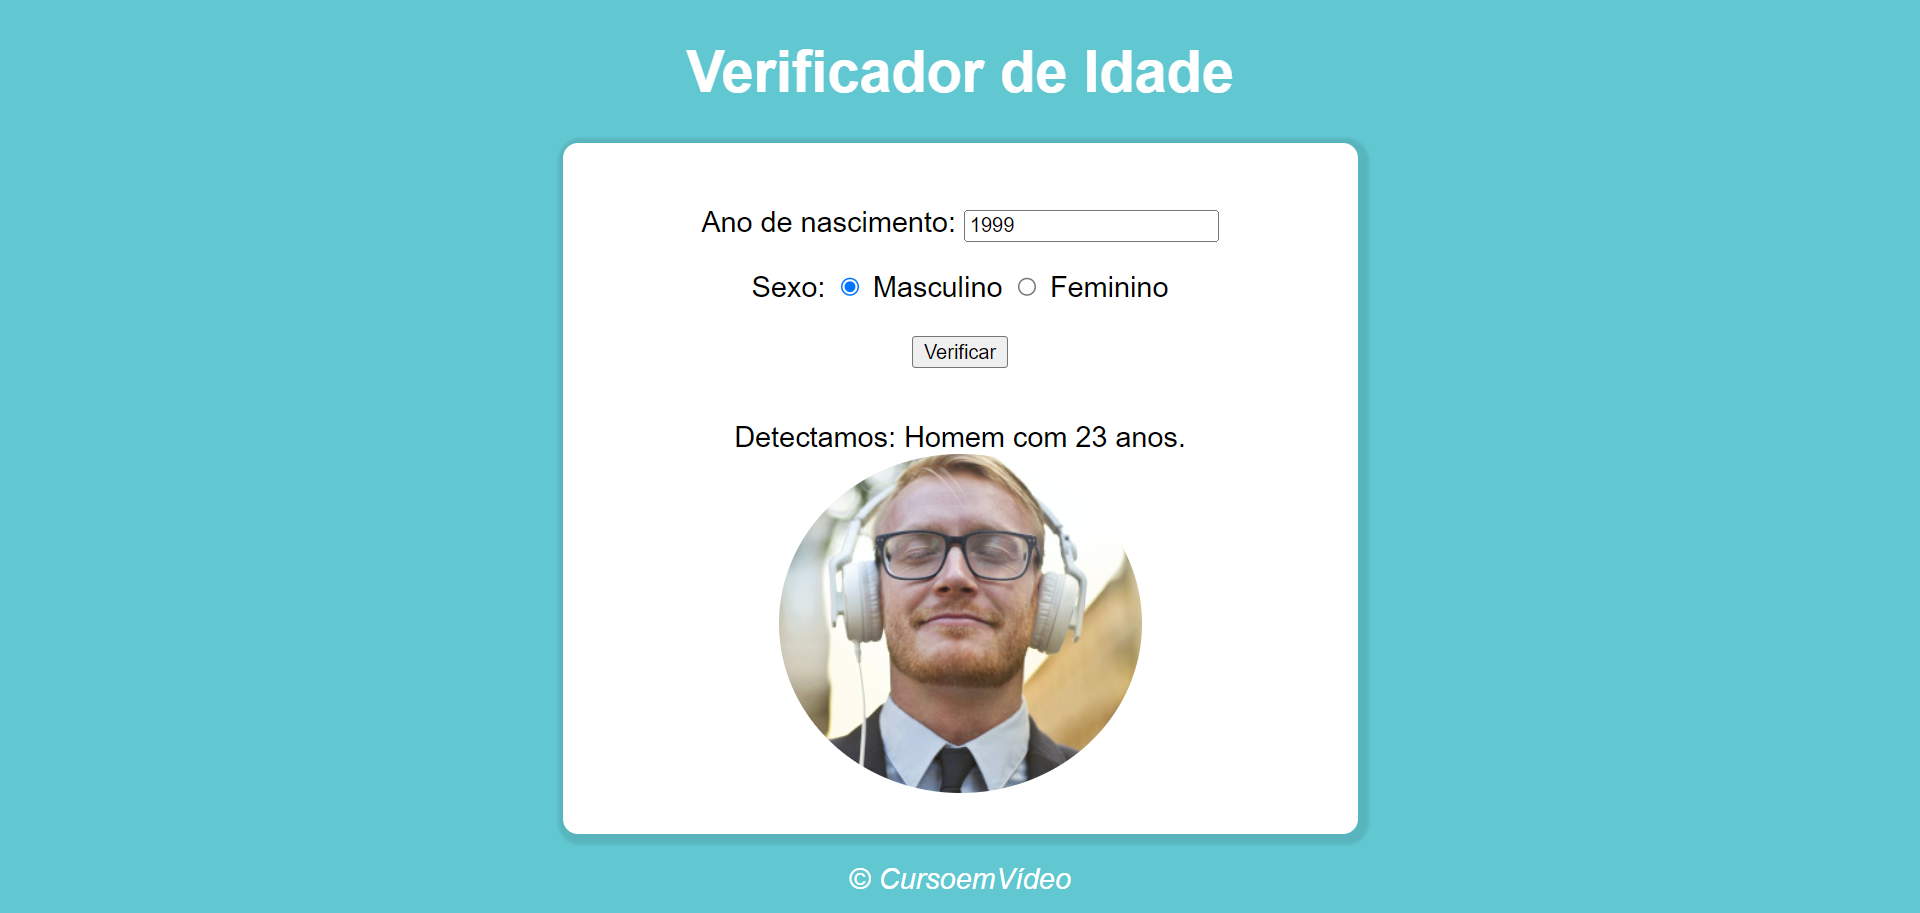 Verificador de Idade
Ano de nascimento: 1999
Sexo: Masculino Feminino
Verificar
Detectamos: Homem com 23 anos.
© CursoemVídeo